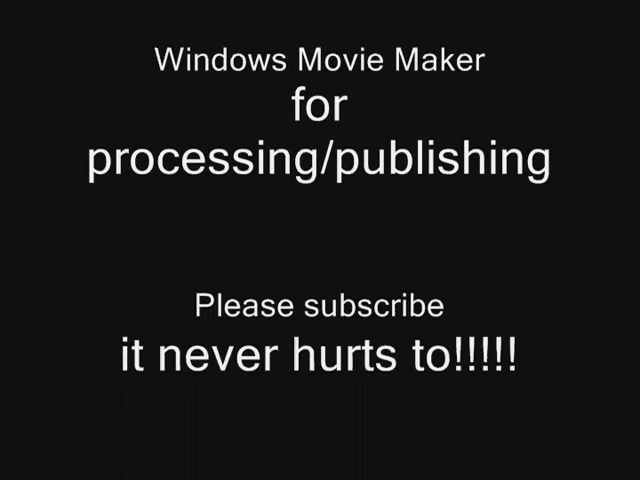 Windows Movie Maker
for
processing/publishing
Please subscribe
it never hurts to!!!!!